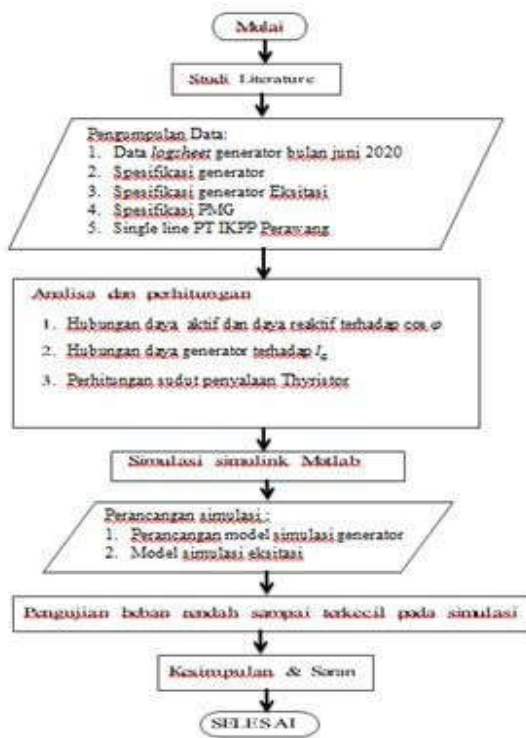 Mulai
Studi Literature
Pengumpulan Data:
1. Data logsheet generator bulan juni 2020
2. Spesifikasi generator
3. Spesifikasi generator Eksitasi
4. Spesifikasi PMG
5. Single line PT IKPP Perawang
Analisa dan perhitungan
1. Hubungan daya aktif dan daya reaktif terhadap cos φ
2. Hubungan daya generator terhadap Ia
3. Perhitungan sudut penyalaan Thyristor
Simulasi simulink Matlab
Perancangan simulasi :
1. Perancangan model simulasi generator
2. Model simulasi eksitasi
Pengujian beban rendah sampai terkecil pada simulasi
Kesimpulan & Saran
SELESAI